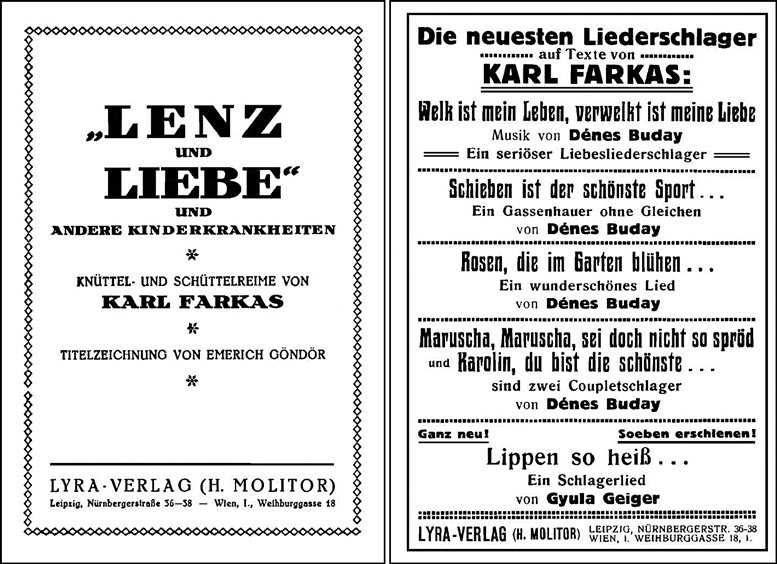 „LENZ
UND
LIEBE“
UND
ANDERE KINDERKRANKHEITEN
*
KNÜTTEL- UND SCHÜTTELREIME VON
KARL FARKAS
*
TITELZEICHNUNG VON EMERICH GÖNDÖR
*
LYRA-VERLAG (H. MOLITOR)
Leipzig, Nürnbergerstraße 36—38 — Wien, I., Weihburggasse 18
Die neuesten Liederschlager
auf Texte von
KARL FARKAS:
Welk ist mein Leben, verwelkt ist meine Liebe
Musik von Dénes Buday
Ein seriöser Liebesliederschlager
Schieben ist der schönste Sport . . .
Ein Gassenhauer ohne Gleichen
von Dénes Buday
Rosen, die im Garten blühen . . .
Ein wunderschönes Lied
von Dénes Buday
Maruscha, Maruscha, sei doch nicht so spröd
und Karolin, du bist die schönste . . .
sind zwei Coupletschlager
von Dénes Buday
Ganz neu! Soeben erschienen!
Lippen so heiß . . .
Ein Schlagerlied
von Gyula Geiger
LYRA-VERLAG (H. MOLITOR) LEIPZIG, NÜRNBERGERSTR. 36-38
WIEN, I. WEIHBURGGASSE 18, I.